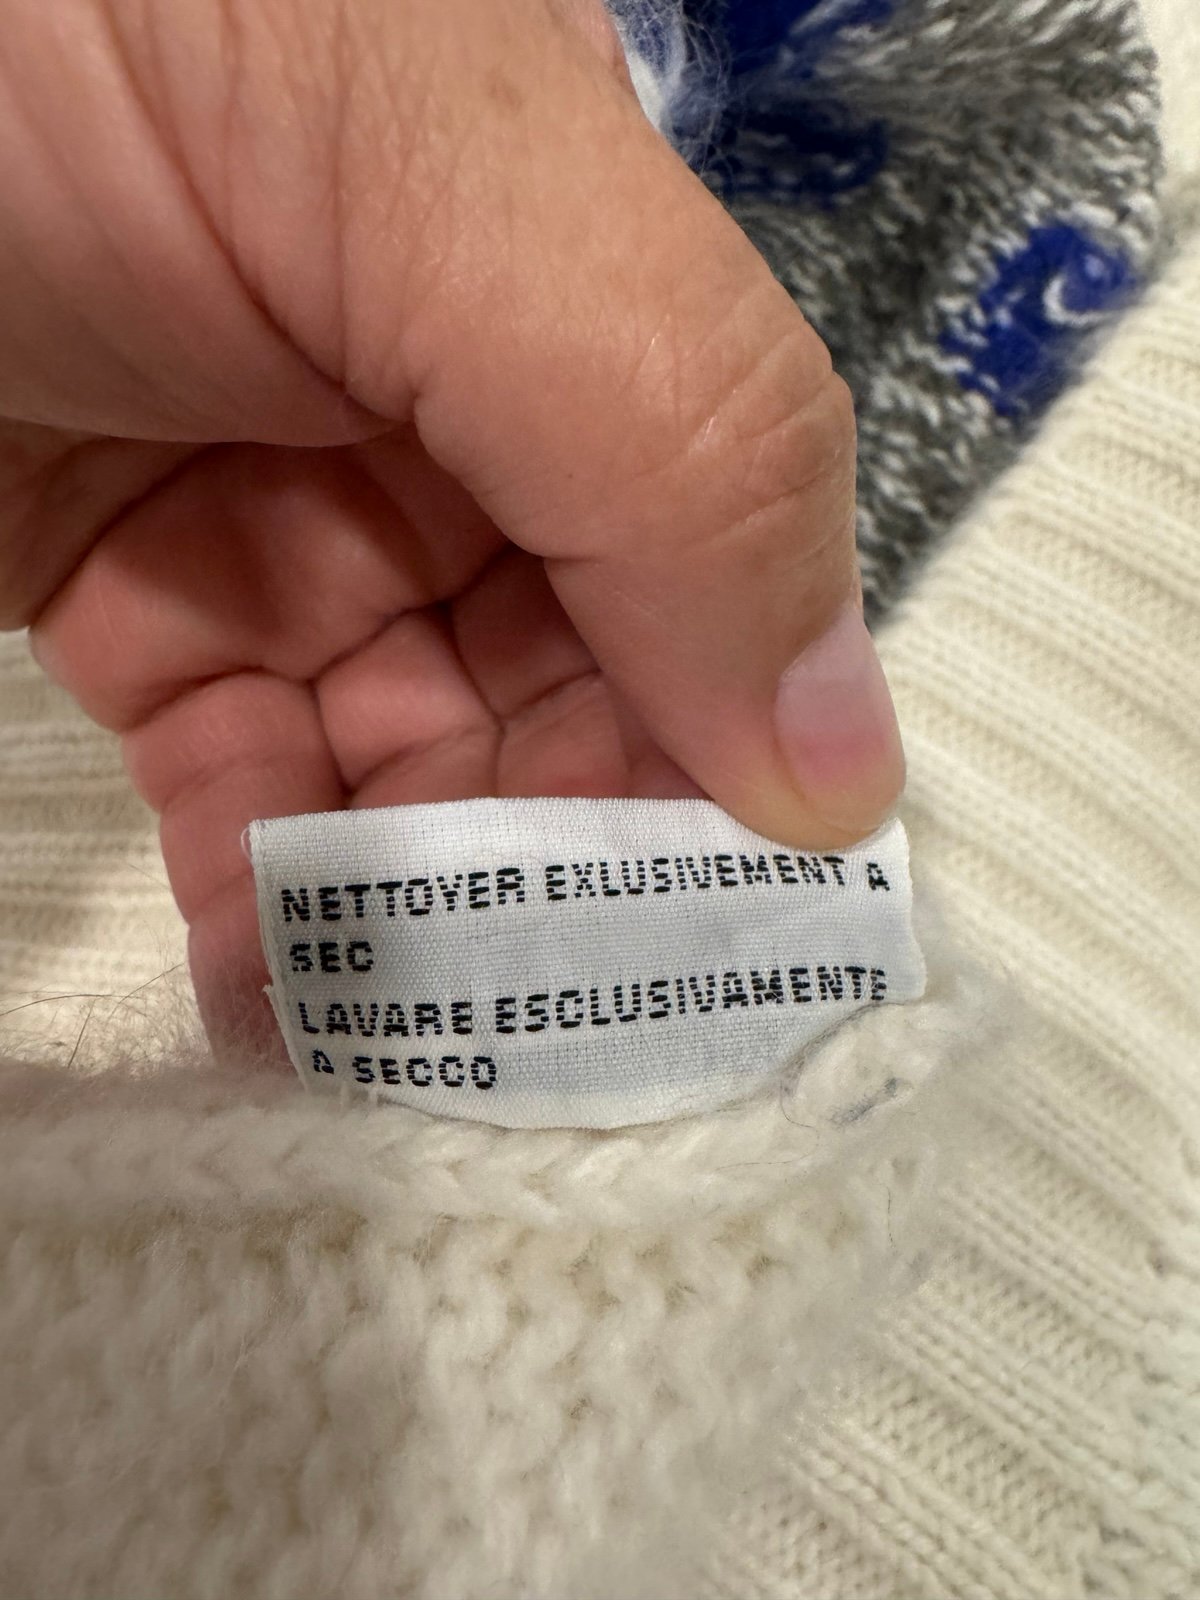 NETTOYER EXLUSIVEMENT A
SEC
LAVARE ESCLUSIVAMENTE
A SECCO